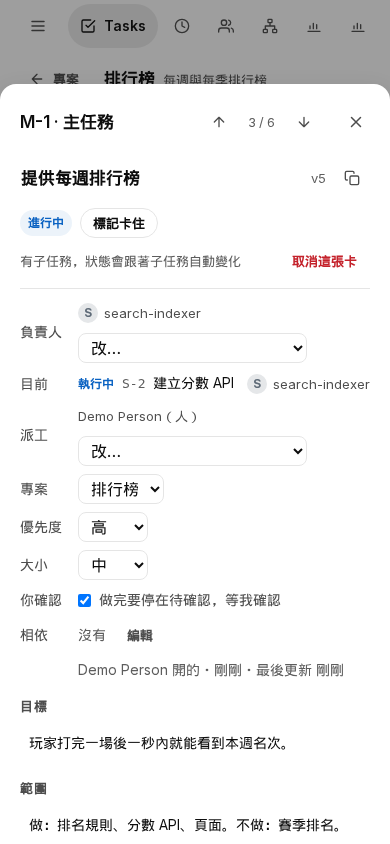 Tasks
專案 排行榜 每週與每季排行榜
M-1 · 主任務 3 / 6
提供每週排行榜 v5
進行中 標記卡住
有子任務，狀態會跟著子任務自動變化 取消這張卡
負責人 S search-indexer
改…
目前 執行中 S-2 建立分數 API S search-indexer
派工 Demo Person（人）
改…
專案 排行榜
優先度 高
大小 中
你確認 做完要停在待確認，等我確認
相依 沒有 編輯
Demo Person 開的・剛剛・最後更新 剛剛
目標
玩家打完一場後一秒內就能看到本週名次。
範圍
做：排名規則、分數 API、頁面。不做：賽季排名。